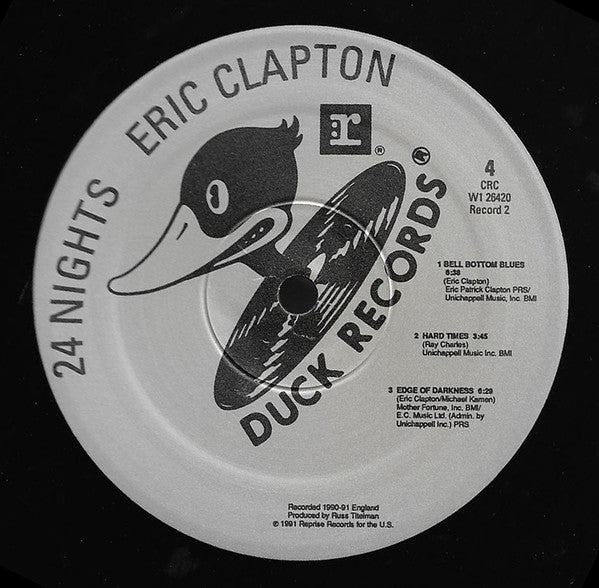 24 NIGHTS ERIC CLAPTON
r
®
DUCK RECORDS
4
CRC
W1 26420
Record 2
1 BELL BOTTOM BLUES
6:38
(Eric Clapton)
Eric Patrick Clapton PRS/
Unichappell Music, Inc. BMI
2 HARD TIMES 3:45
(Ray Charles)
Unichappell Music Inc. BMI
3 EDGE OF DARKNESS 6:29
(Eric Clapton/Michael Kamen)
Mother Fortune, Inc. BMI/
E.C. Music Ltd. (Admin. by
Unichappell Inc.) PRS
Recorded 1990-91 England
Produced by Russ Titelman
℗ 1991 Reprise Records for the U.S.